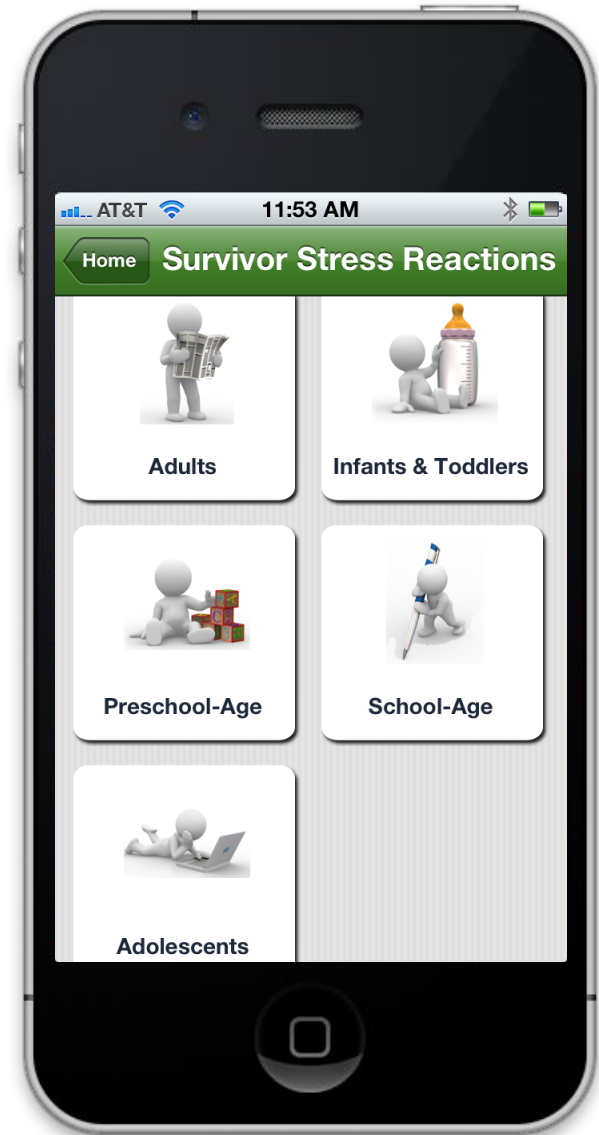 AT&T 11:53 AM
Home Survivor Stress Reactions
Adults Infants & Toddlers
Preschool-Age School-Age
Adolescents